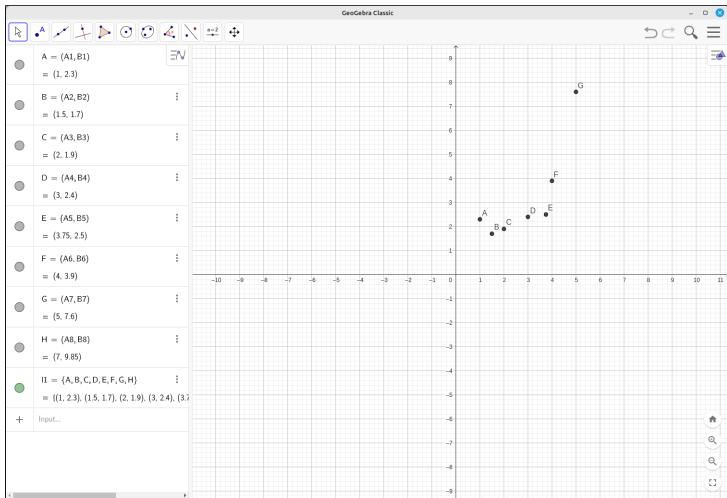 GeoGebra Classic
a=2
A = (A1,B1)
= (1, 2.3)
B = (A2,B2)
= (1.5, 1.7)
C = (A3,B3)
= (2, 1.9)
D = (A4,B4)
= (3, 2.4)
E = (A5,B5)
= (3.75, 2.5)
F = (A6,B6)
= (4, 3.9)
G = (A7,B7)
= (5, 7.6)
H = (A8,B8)
= (7, 9.85)
l1 = {A, B, C, D, E, F, G, H}
= ((1, 2.3), (1.5, 1.7), (2, 1.9), (3, 2.4), (3.7
+ Input...
9
8
7
6
5
4
3
2
1
−10 −9 −8 −7 −6 −5 −4 −3 −2 −1 0 1 2 3 4 5 6 7 8 9 10 11
−1
−2
−3
−4
−5
−6
−7
−8
−9
G
F
A
B
C
D
E